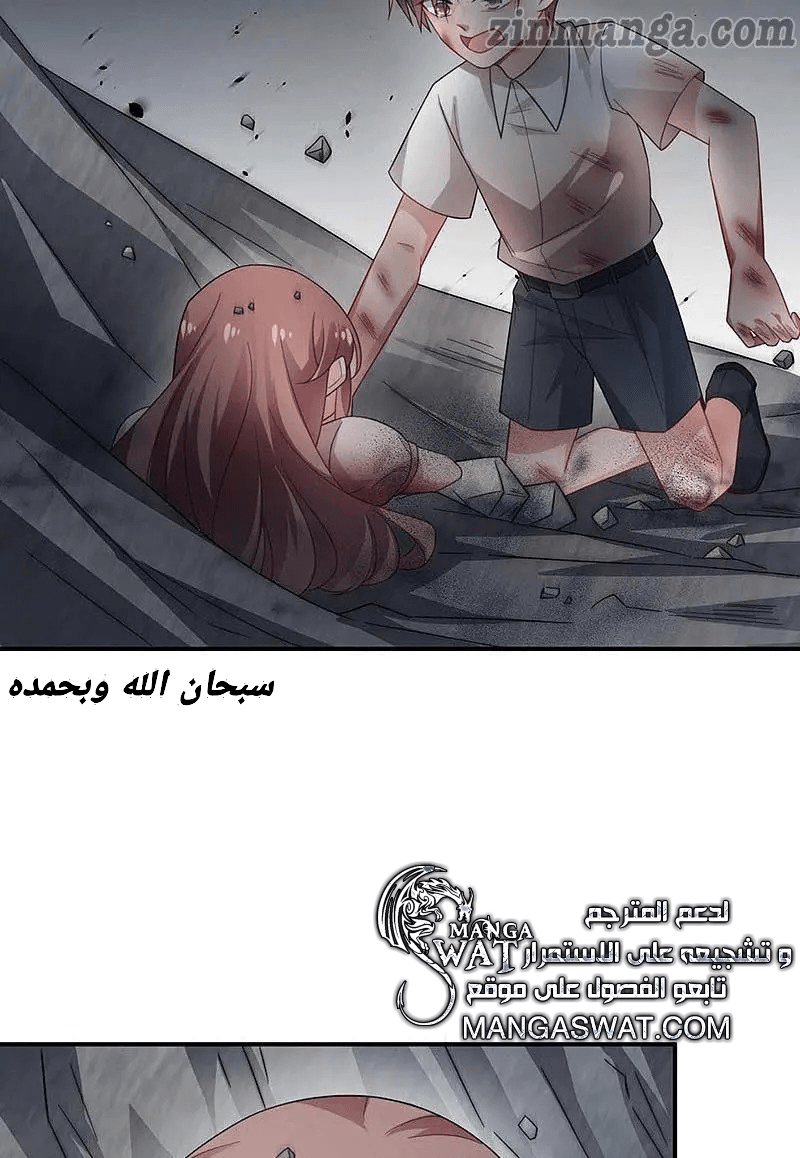 zinmanga.com
سبحان الله وبحمده
لدعم المترجم
و تشجيعه على الاستمرار
تابعو الفصول على موقع
MANGASWAT.COM
MANGA
SWAT